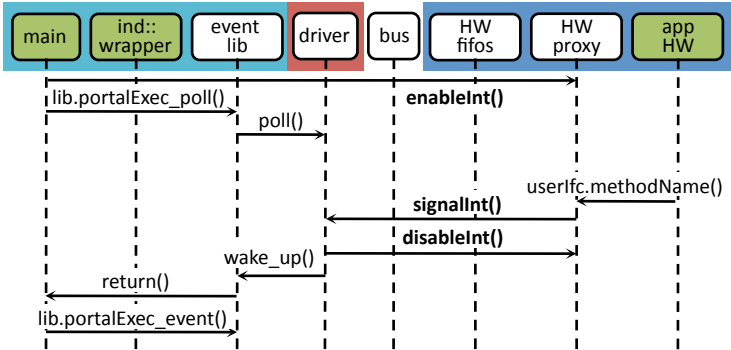 main
ind::
wrapper
event
lib
driver
bus
HW
fifos
HW
proxy
app
HW
enableInt()
lib.portalExec_poll()
poll()
userIfc.methodName()
signalInt()
disableInt()
wake_up()
return()
lib.portalExec_event()